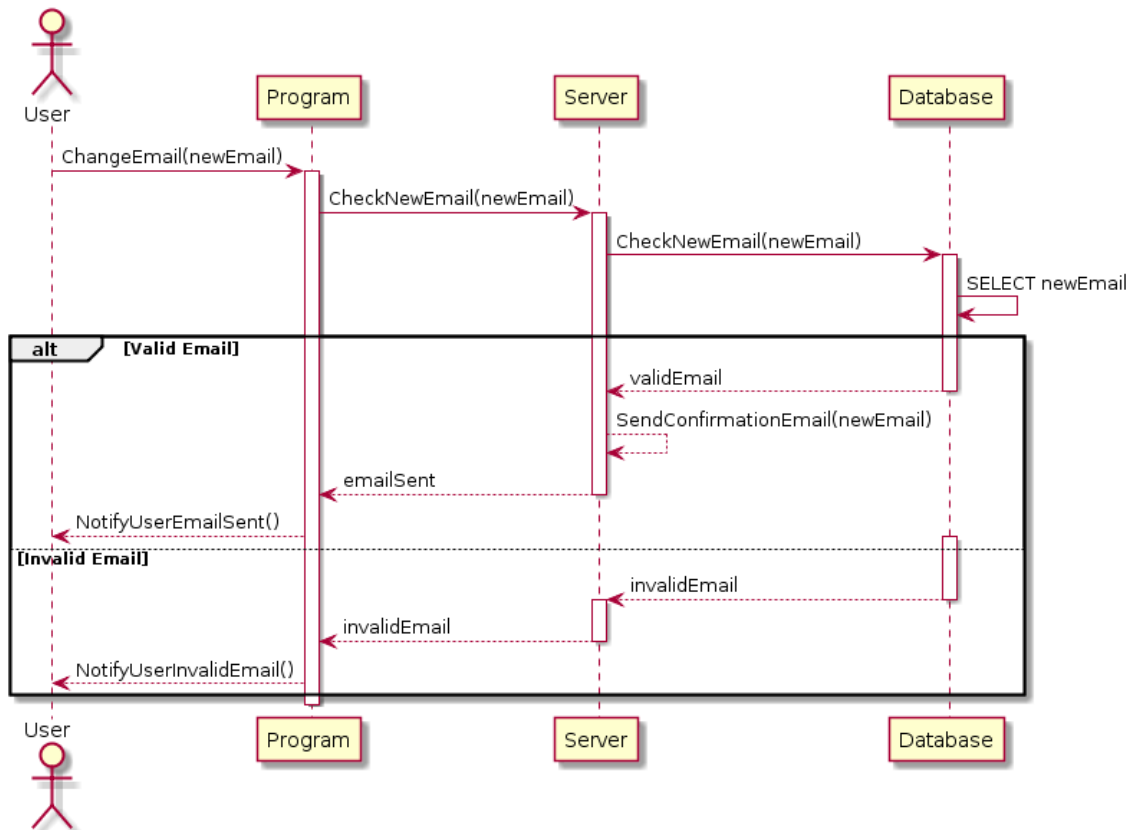 User
Program
Server
Database
ChangeEmail(newEmail)
CheckNewEmail(newEmail)
CheckNewEmail(newEmail)
SELECT newEmail
alt
[Valid Email]
validEmail
SendConfirmationEmail(newEmail)
emailSent
NotifyUserEmailSent()
[Invalid Email]
invalidEmail
invalidEmail
NotifyUserInvalidEmail()
User
Program
Server
Database